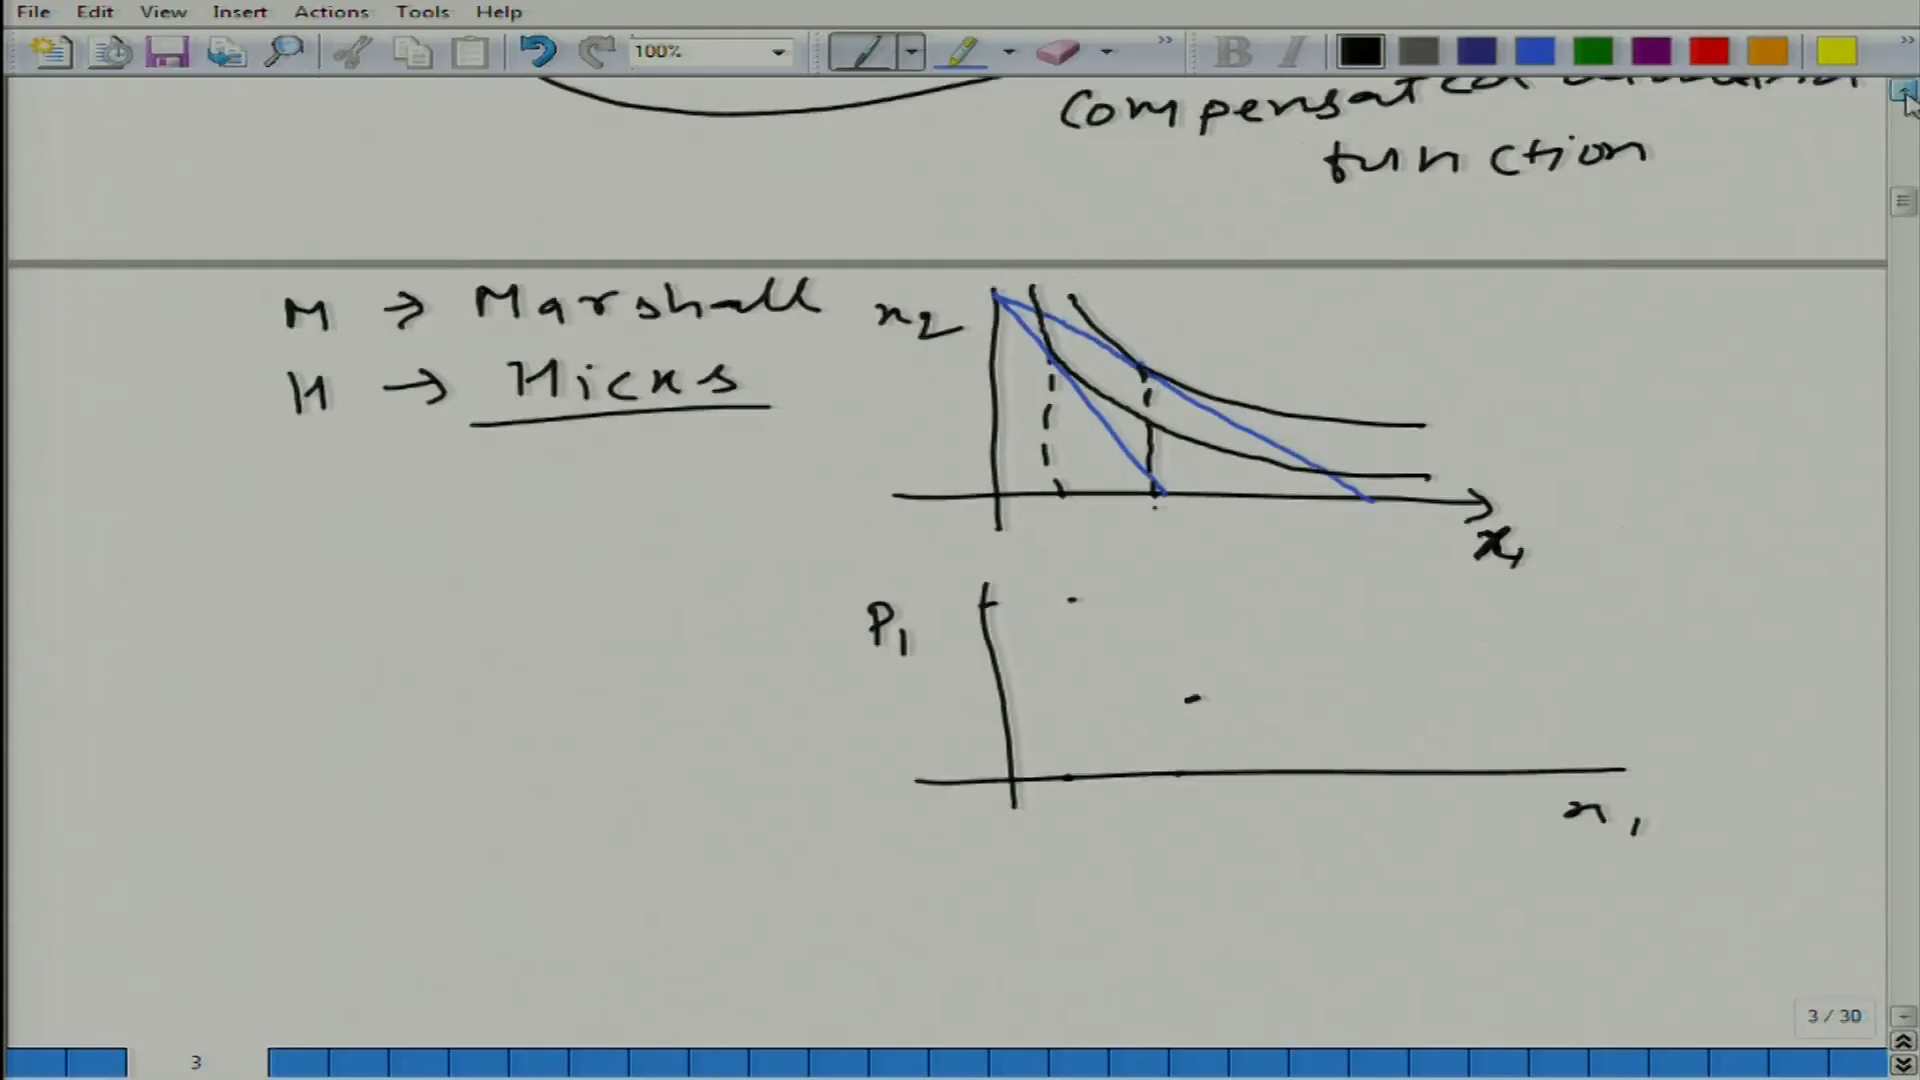 File Edit View Insert Actions Tools Help
100%
B I
Compensated
function
M → Marshall
H → Hicks
x2
x1
P1
x1
3 / 30
3